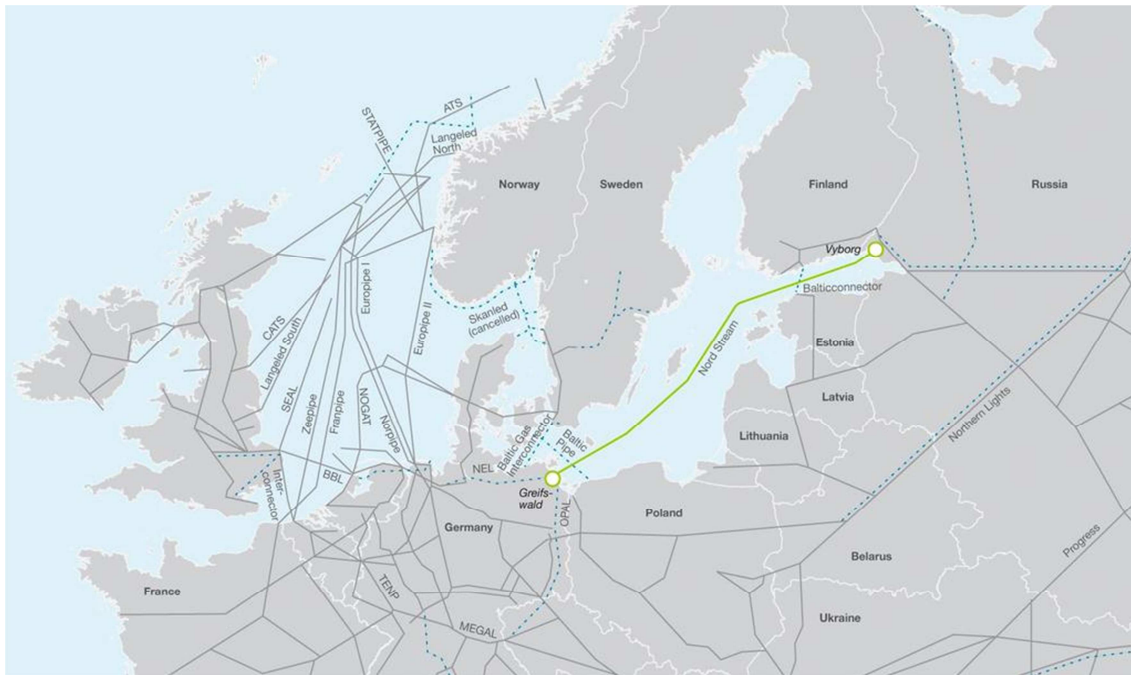 ATS
STATPIPE
Langeled
North
Norway
Sweden
Finland
Russia
Vyborg
Balticconnector
Europipe I
Europipe II
Skanled
(cancelled)
Nord Stream
Estonia
CATS
Langeled South
SEAL
Zeepipe
Franpipe
NOGAT
Norpipe
Latvia
Northern Lights
Lithuania
Baltic Gas
Interconnector
Baltic
Pipe
Inter-
connector
BBL
NEL
Greifs-
wald
OPAL
Germany
Poland
Belarus
Progress
France
TENP
MEGAL
Ukraine